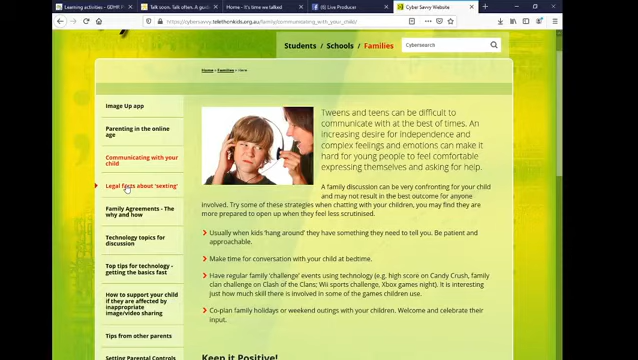 Learning activities - GDHR P
Talk soon. Talk often. A guid
Home - It's time we talked
Live Producer
Cyber Savvy Website
https://cybersavvy.telethonkids.org.au/family/communicating_with_your_child/
Students / Schools / Families
Cybersearch
Home » Families » Here
Image Up app
Parenting in the online
age
Communicating with your
child
Legal facts about 'sexting'
Family Agreements - The
why and how
Technology topics for
discussion
Top tips for technology -
getting the basics fast
How to support your child
if they are affected by
inappropriate
image/video sharing
Tips from other parents
Setting Parental Controls
Tweens and teens can be difficult to
communicate with at the best of times. An
increasing desire for independence and
complex feelings and emotions can make it
hard for young people to feel comfortable
expressing themselves and asking for help.
A family discussion can be very confronting for your child
and may not result in the best outcome for anyone
involved. Try some of these strategies when chatting with your children, you may find they are
more prepared to open up when they feel less scrutinised.
Usually when kids 'hang around' they have something they need to tell you. Be patient and
approachable.
Make time for conversation with your child at bedtime.
Have regular family 'challenge' events using technology (e.g. high score on Candy Crush, family
clan challenge on Clash of the Clans; Wii sports challenge, Xbox games night). It is interesting
just how much skill there is involved in some of the games children use.
Co-plan family holidays or weekend outings with your children. Welcome and celebrate their
input.
Keep it Positive!